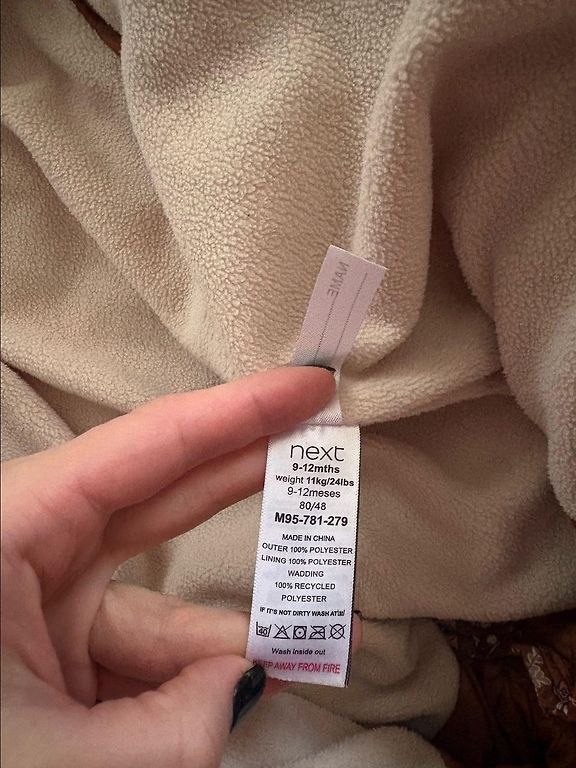 NAME
next
9-12mths
weight 11kg/24lbs
9-12meses
80/48
M95-781-279
MADE IN CHINA
OUTER 100% POLYESTER
LINING 100% POLYESTER
WADDING
100% RECYCLED
POLYESTER
IF IT'S NOT DIRTY WASH AT
40
Wash inside out
KEEP AWAY FROM FIRE